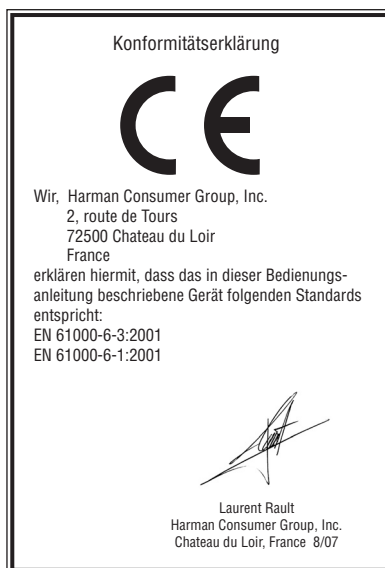 Konformitätserklärung
CE
Wir, Harman Consumer Group, Inc.
2, route de Tours
72500 Chateau du Loir
France
erklären hiermit, dass das in dieser Bedienungs-
anleitung beschriebene Gerät folgenden Standards
entspricht:
EN 61000-6-3:2001
EN 61000-6-1:2001
Laurent Rault
Harman Consumer Group, Inc.
Chateau du Loir, France 8/07